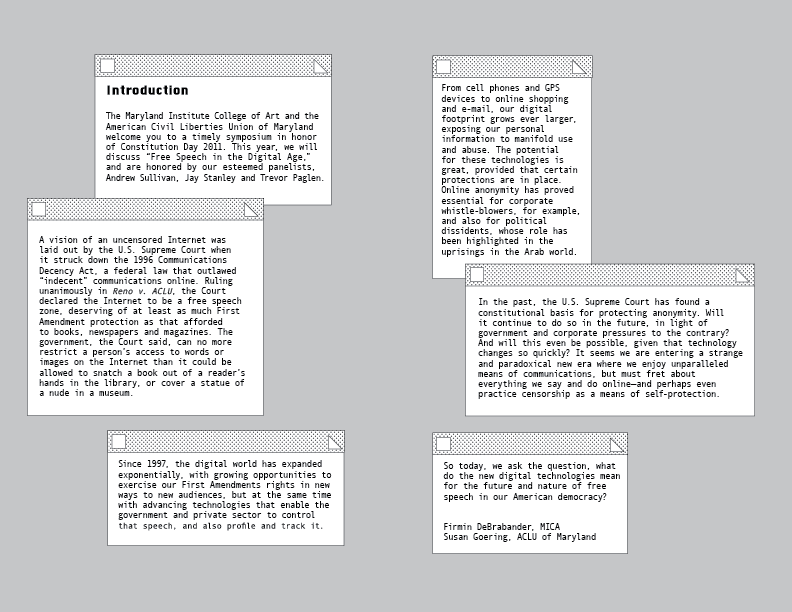 Introduction
The Maryland Institute College of Art and the
American Civil Liberties Union of Maryland
welcome you to a timely symposium in honor
of Constitution Day 2011. This year, we will
discuss “Free Speech in the Digital Age,”
and are honored by our esteemed panelists,
Andrew Sullivan, Jay Stanley and Trevor Paglen.
A vision of an uncensored Internet was
laid out by the U.S. Supreme Court when
it struck down the 1996 Communications
Decency Act, a federal law that outlawed
“indecent” communications online. Ruling
unanimously in Reno v. ACLU, the Court
declared the Internet to be a free speech
zone, deserving of at least as much First
Amendment protection as that afforded
to books, newspapers and magazines. The
government, the Court said, can no more
restrict a person’s access to words or
images on the Internet than it could be
allowed to snatch a book out of a reader’s
hands in the library, or cover a statue of
a nude in a museum.
Since 1997, the digital world has expanded
exponentially, with growing opportunities to
exercise our First Amendments rights in new
ways to new audiences, but at the same time
with advancing technologies that enable the
government and private sector to control
that speech, and also profile and track it.
From cell phones and GPS
devices to online shopping
and e-mail, our digital
footprint grows ever larger,
exposing our personal
information to manifold use
and abuse. The potential
for these technologies is
great, provided that certain
protections are in place.
Online anonymity has proved
essential for corporate
whistle-blowers, for example,
and also for political
dissidents, whose role has
been highlighted in the
uprisings in the Arab world.
In the past, the U.S. Supreme Court has found a
constitutional basis for protecting anonymity. Will
it continue to do so in the future, in light of
government and corporate pressures to the contrary?
And will this even be possible, given that technology
changes so quickly? It seems we are entering a strange
and paradoxical new era where we enjoy unparalleled
means of communications, but must fret about
everything we say and do online—and perhaps even
practice censorship as a means of self-protection.
So today, we ask the question, what
do the new digital technologies mean
for the future and nature of free
speech in our American democracy?
Firmin DeBrabander, MICA
Susan Goering, ACLU of Maryland